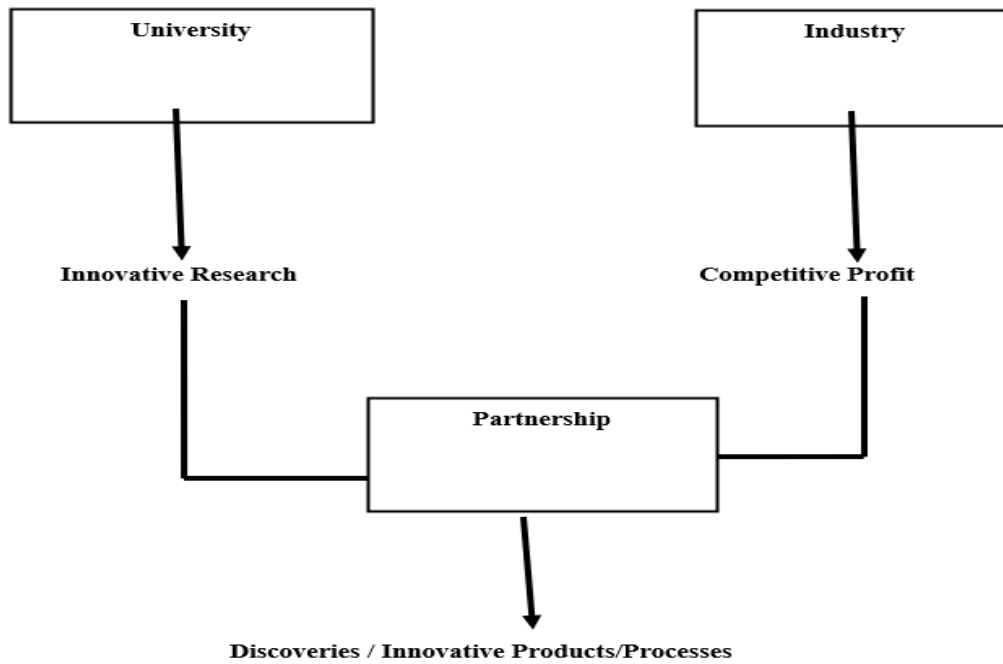 University
Industry
Innovative Research
Competitive Profit
Partnership
Discoveries / Innovative Products/Processes